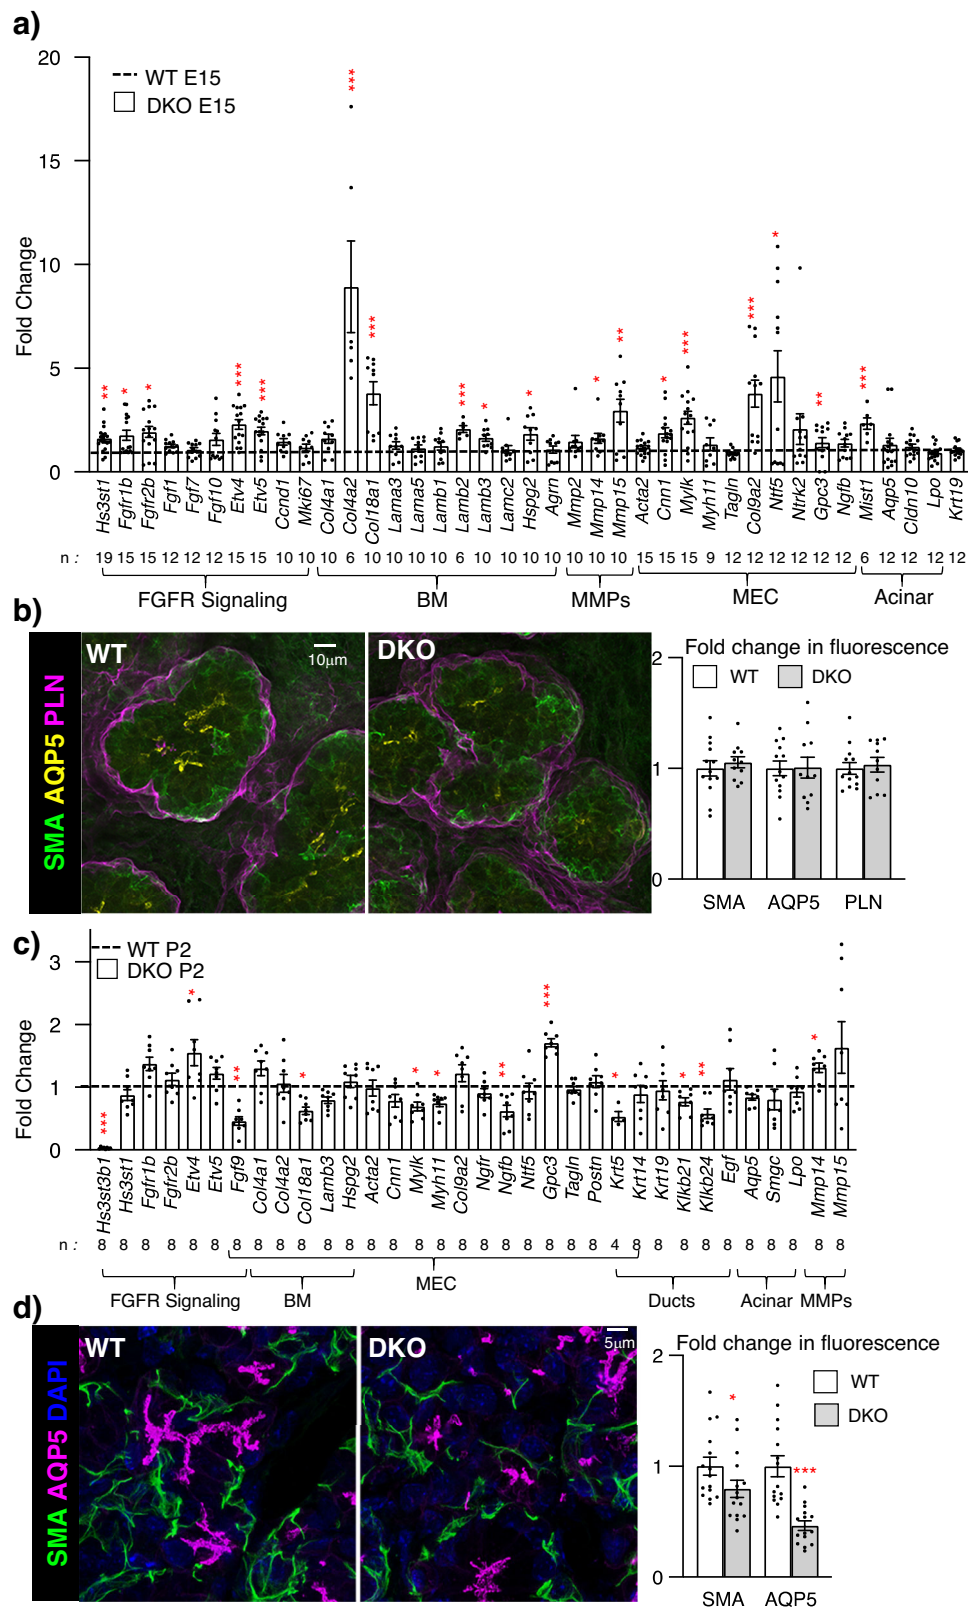 a)
20
15
10
5
0
Fold Change
WT E15
DKO E15
** * * *** *** *** *** *** * * * ** * *** *** * ** ***
Hs3st1 Fgfr1b Fgfr2b Fgf1 Fgf7 Fgf10 Etv4 Etv5 Ccnd1 Mki67 Col4a1 Col4a2 Col18a1 Lama3 Lama5 Lamb1 Lamb2 Lamb3 Lamc2 Hspg2 Agrn Mmp2 Mmp14 Mmp15 Acta2 Cnn1 Mylk Myh11 Tagln Col9a2 Ntf5 Ntrk2 Gpc3 Ngfb Mist1 Aqp5 Cldn10 Lpo Krt19
n : 19 15 15 12 12 12 15 15 10 10 10 6 10 10 10 10 6 10 10 10 10 10 10 10 15 15 15 9 12 12 12 12 12 12 6 12 12 12 12
FGFR Signaling BM MMPs MEC Acinar
b)
SMA AQP5 PLN
WT
10µm
DKO
Fold change in fluorescence
WT DKO
2
1
0
SMA AQP5 PLN
c)
WT P2
DKO P2
3
2
1
0
Fold Change
*** * ** * * * ** *** * * ** *
Hs3st3b1 Hs3st1 Fgfr1b Fgfr2b Etv4 Etv5 Fgf9 Col4a1 Col4a2 Col18a1 Lamb3 Hspg2 Acta2 Cnn1 Mylk Myh11 Col9a2 Ngfr Ngfb Ntf5 Gpc3 Tagln Postn Krt5 Krt14 Krt19 Klkb21 Klkb24 Egf Aqp5 Smgc Lpo Mmp14 Mmp15
n : 8 8 8 8 8 8 8 8 8 8 8 8 8 8 8 8 8 8 8 8 8 8 8 4 8 8 8 8 8 8 8 8 8 8
FGFR Signaling BM MEC Ducts Acinar MMPs
d)
SMA AQP5 DAPI
WT
DKO
5µm
Fold change in fluorescence
WT
DKO
2
1
0
* ***
SMA AQP5